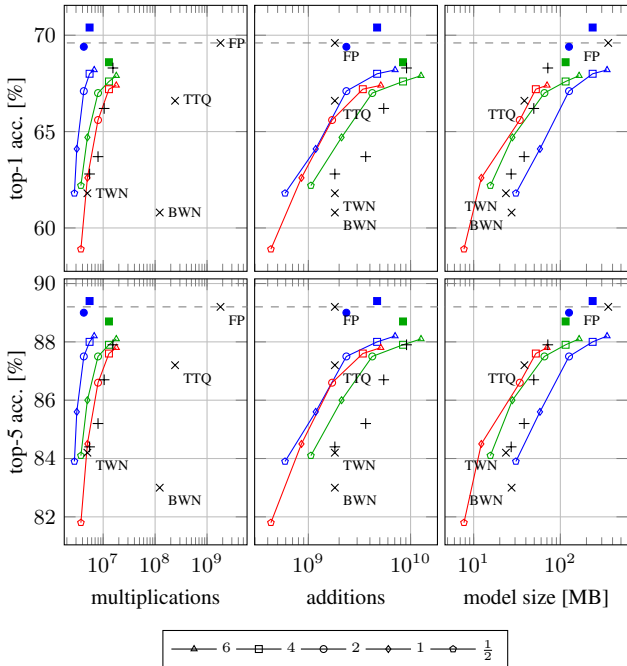 top-1 acc. [%]
70
65
60
FP
TTQ
TWN
BWN
FP
TTQ
TWN
BWN
FP
TTQ
TWN
BWN
top-5 acc. [%]
90
88
86
84
82
FP
TTQ
TWN
BWN
FP
TTQ
TWN
BWN
FP
TTQ
TWN
BWN
10^7 10^8 10^9
10^9 10^10
10^1 10^2
multiplications additions model size [MB]
6 4 2 1 1/2